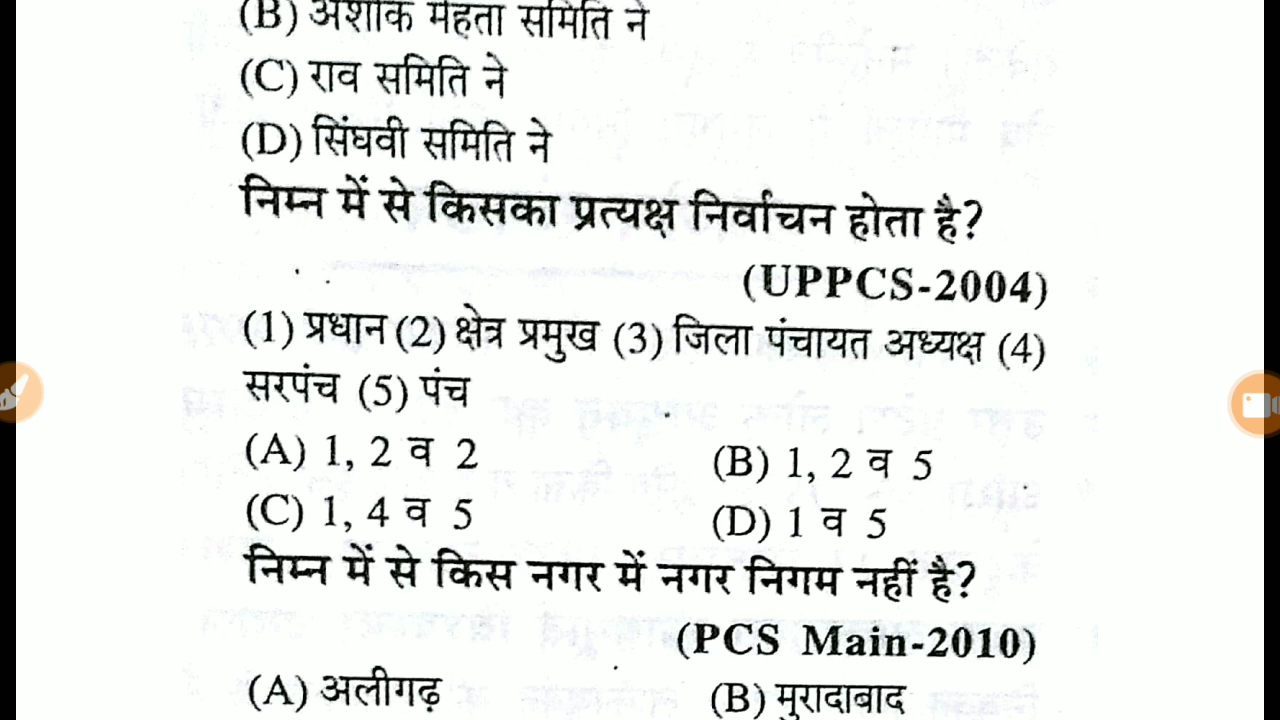 (B) अशोक मेहता समिति ने
(C) राव समिति ने
(D) सिंघवी समिति ने
निम्न में से किसका प्रत्यक्ष निर्वाचन होता है?
(UPPCS-2004)
(1) प्रधान (2) क्षेत्र प्रमुख (3) जिला पंचायत अध्यक्ष (4)
सरपंच (5) पंच
(A) 1, 2 व 2 (B) 1, 2 व 5
(C) 1, 4 व 5 (D) 1 व 5
निम्न में से किस नगर में नगर निगम नहीं है?
(PCS Main-2010)
(A) अलीगढ़ (B) मुरादाबाद